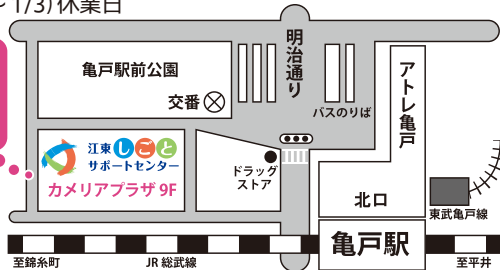 1/3)休業日
明治通り
亀戸駅前公園
交番
バスのりば
アトレ亀戸
江東しごと
サポートセンター
カメリアプラザ 9F
ドラッグ
ストア
北口
東武亀戸線
亀戸駅
至錦糸町
JR 総武線
至平井